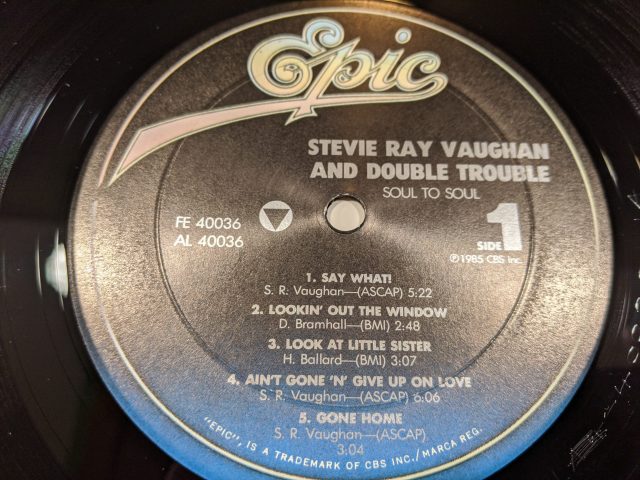 Epic
STEVIE RAY VAUGHAN
AND DOUBLE TROUBLE
SOUL TO SOUL
FE 40036
AL 40036
SIDE 1
℗1985 CBS Inc.
1. SAY WHAT!
S. R. Vaughan—(ASCAP) 5:22
2. LOOKIN' OUT THE WINDOW
D. Bramhall—(BMI) 2:48
3. LOOK AT LITTLE SISTER
H. Ballard—(BMI) 3:07
4. AIN'T GONE 'N' GIVE UP ON LOVE
S. R. Vaughan—(ASCAP) 6:06
5. GONE HOME
S. R. Vaughan—(ASCAP)
3:04
"EPIC", IS A TRADEMARK OF CBS INC./MARCA REG.